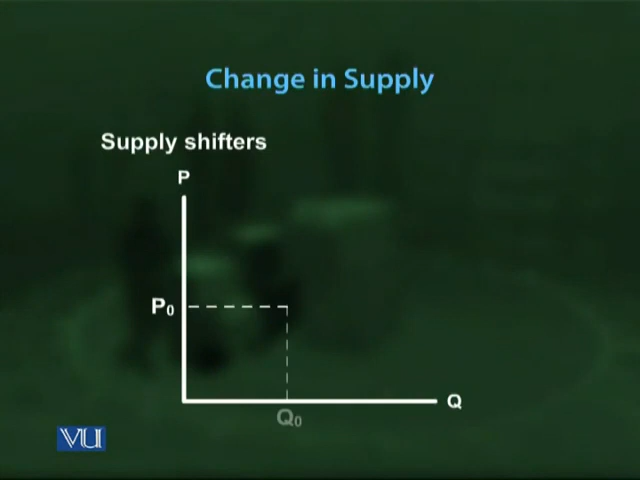 Change in Supply
Supply shifters
P
P₀
Q
Q₀
VU